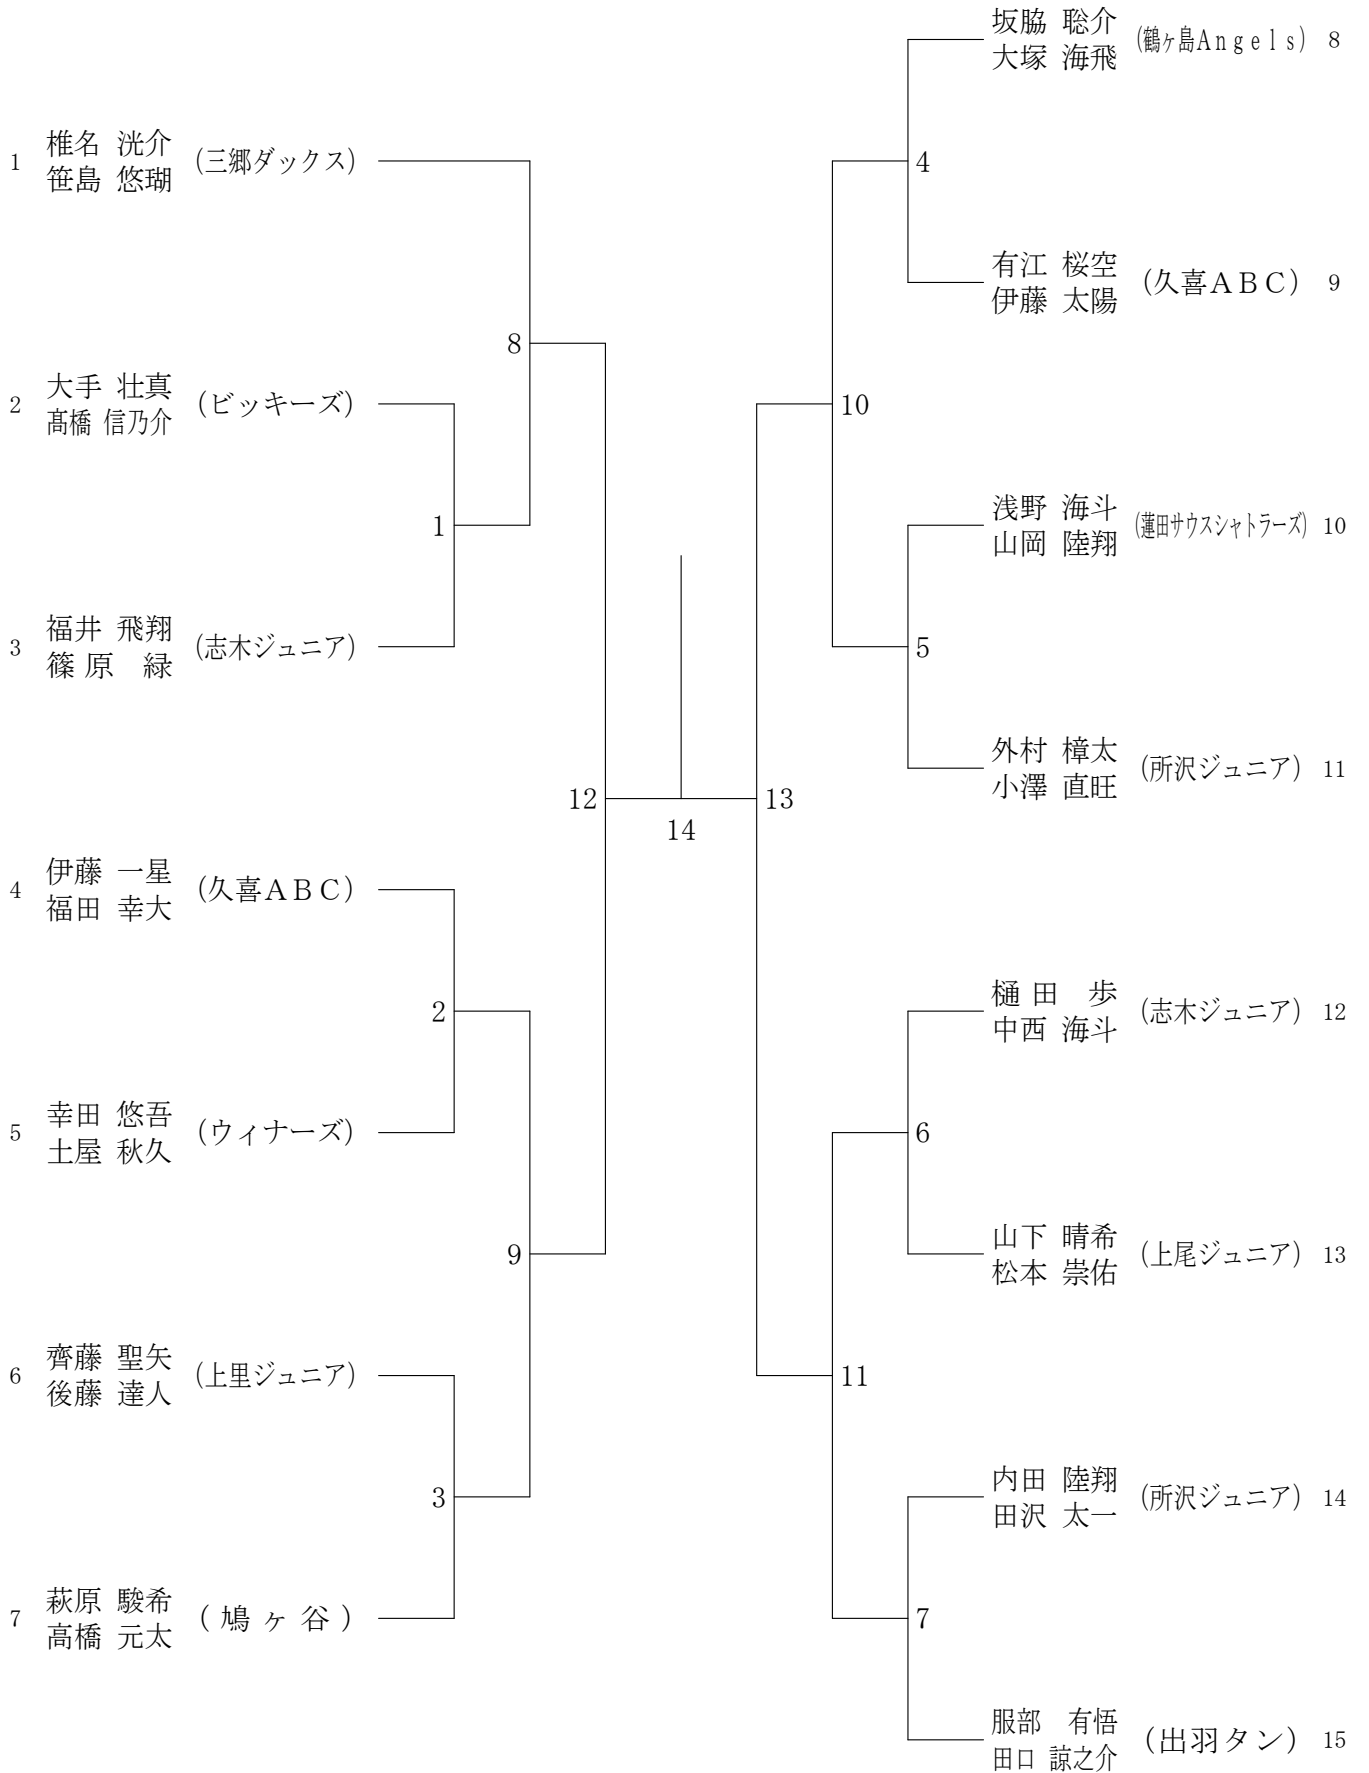 1 椎名 洸介 (三郷ダックス)
笹島 悠瑚
2 大手 壮真 (ビッキーズ)
髙橋 信乃介
3 福井 飛翔 (志木ジュニア)
篠原 緑
4 伊藤 一星 (久喜ＡＢＣ)
福田 幸大
5 幸田 悠吾 (ウィナーズ)
土屋 秋久
6 齊藤 聖矢 (上里ジュニア)
後藤 達人
7 萩原 駿希 (鳩ヶ谷)
高橋 元太
8
1
12
2
9
3
14
13
4
10
5
6
11
7
坂脇 聡介 (鶴ヶ島Ａｎｇｅｌｓ) 8
大塚 海飛
有江 桜空 (久喜ＡＢＣ) 9
伊藤 太陽
浅野 海斗 (蓮田サウスシャトラーズ) 10
山岡 陸翔
外村 樟太 (所沢ジュニア) 11
小澤 直旺
樋田 歩 (志木ジュニア) 12
中西 海斗
山下 晴希 (上尾ジュニア) 13
松本 崇佑
内田 陸翔 (所沢ジュニア) 14
田沢 太一
服部 有悟 (出羽タン) 15
田口 諒之介